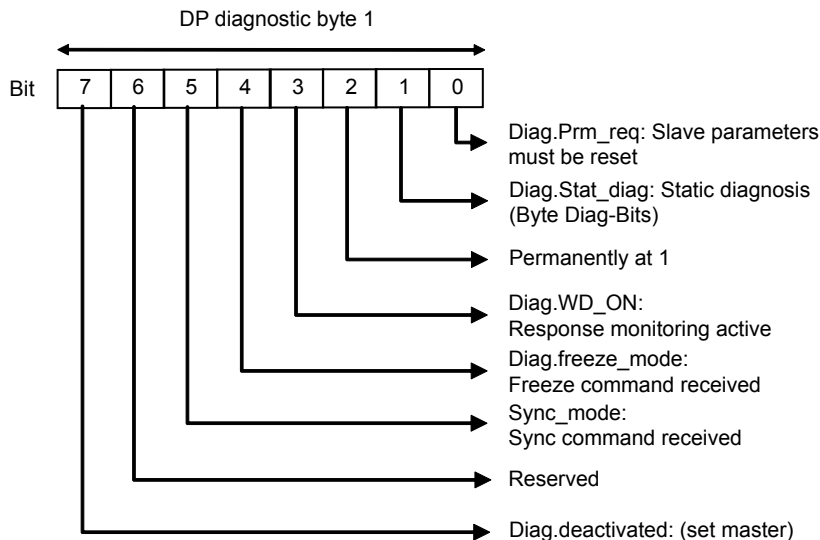 DP diagnostic byte 1
Bit 7 6 5 4 3 2 1 0
Diag.Prm_req: Slave parameters
must be reset
Diag.Stat_diag: Static diagnosis
(Byte Diag-Bits)
Permanently at 1
Diag.WD_ON:
Response monitoring active
Diag.freeze_mode:
Freeze command received
Sync_mode:
Sync command received
Reserved
Diag.deactivated: (set master)